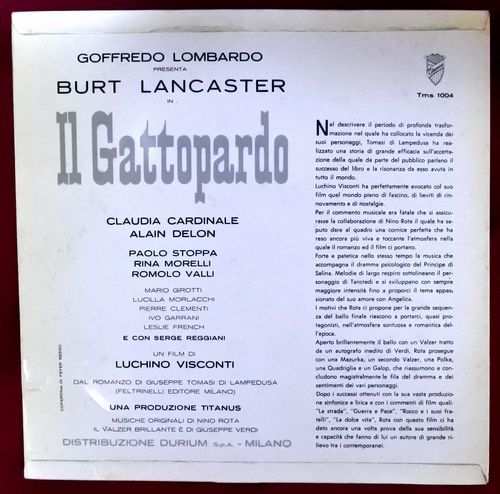 GOFFREDO LOMBARDO
PRESENTA
BURT LANCASTER
IN
Il Gattopardo
CLAUDIA CARDINALE
ALAIN DELON
PAOLO STOPPA
RINA MORELLI
ROMOLO VALLI
MARIO GIROTTI
LUCILLA MORLACCHI
PIERRE CLEMENTI
IVO GARRANI
LESLIE FRENCH
E CON SERGE REGGIANI
UN FILM DI
LUCHINO VISCONTI
DAL ROMANZO DI GIUSEPPE TOMASI DI LAMPEDUSA
(FELTRINELLI EDITORE MILANO)
UNA PRODUZIONE TITANUS
MUSICHE ORIGINALI DI NINO ROTA
IL VALZER BRILLANTE È DI GIUSEPPE VERDI
DISTRIBUZIONE DURIUM S.p.A. - MILANO
Tms 1004
Nel descrivere il periodo di profonda trasfor-
mazione nel quale ha collocato la vicenda dei
suoi personaggi, Tomasi di Lampedusa ha rea-
lizzato una storia di grande efficacia sull'accetta-
zione della quale da parte del pubblico parlano il
successo del libro e la risonanza da esso avuta in
tutto il mondo.
Luchino Visconti ha perfettamente evocato col suo
film quel mondo pieno di fascino, di lieviti di rin-
novamento e di nostalgie.
Per il commento musicale era fatale che si assicu-
rasse la collaborazione di Nino Rota il quale ha sa-
puto dare al quadro una cornice perfetta che ha
reso ancora più viva e toccante l'atmosfera nella
quale il romanzo ed il film ci portano.
Forte e patetica nello stesso tempo la musica che
accompagna il dramma psicologico del Principe di
Salina. Melodie di largo respiro sottolineano il per-
sonaggio di Tancredi e si sviluppano con sempre
maggiore intensità fino a proporci il tema appas-
sionato del suo amore con Angelica.
I motivi che Rota ci propone per la grande sequen-
za del ballo finale riescono a portarci, quasi prota-
gonisti, nell'atmosfera sontuosa e romantica del-
l'epoca.
Aperto brillantemente il ballo con un Valzer tratto
da un autografo inedito di Verdi, Rota prosegue
con una Mazurka, un secondo Valzer, una Polka,
una Quadriglia e un Galop, che riassumono e con-
cludono magistralmente le fila del dramma e dei
sentimenti dei vari personaggi.
Dopo i successi ottenuti con la sua vasta produzio-
ne sinfonica e lirica e con i commenti di film quali:
"La strada", "Guerra e Pace", "Rocco e i suoi fra-
telli", "La dolce vita", Rota con questo film ci ha
dato ancora una volta prova della sua sensibilità
e capacità che fanno di lui un autore di grande ri-
lievo tra i contemporanei.